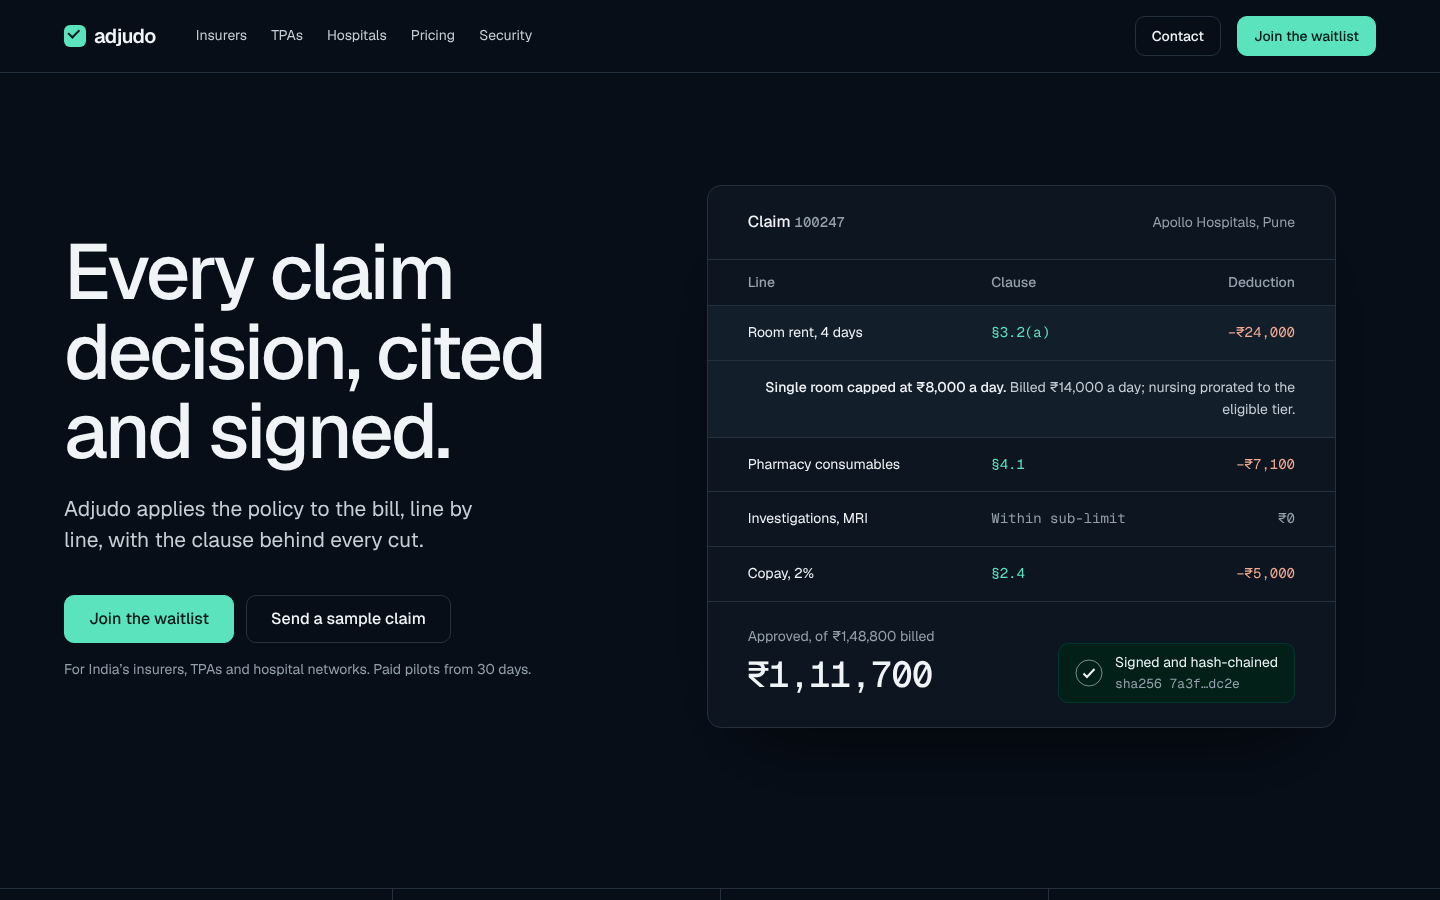 adjudo
Insurers
TPAs
Hospitals
Pricing
Security
Contact
Join the waitlist
Every claim
decision, cited
and signed.
Adjudo applies the policy to the bill, line by
line, with the clause behind every cut.
Join the waitlist
Send a sample claim
For India’s insurers, TPAs and hospital networks. Paid pilots from 30 days.
Claim 100247
Apollo Hospitals, Pune
Line Clause Deduction
Room rent, 4 days §3.2(a) −₹24,000
Single room capped at ₹8,000 a day. Billed ₹14,000 a day; nursing prorated to the
eligible tier.
Pharmacy consumables §4.1 −₹7,100
Investigations, MRI Within sub-limit ₹0
Copay, 2% §2.4 −₹5,000
Approved, of ₹1,48,800 billed
₹1,11,700
Signed and hash-chained
sha256 7a3f…dc2e